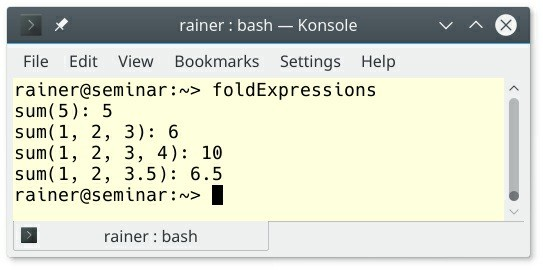 rainer : bash — Konsole
File Edit View Bookmarks Settings Help
rainer@seminar:~> foldExpressions
sum(5): 5
sum(1, 2, 3): 6
sum(1, 2, 3, 4): 10
sum(1, 2, 3.5): 6.5
rainer@seminar:~>
rainer : bash